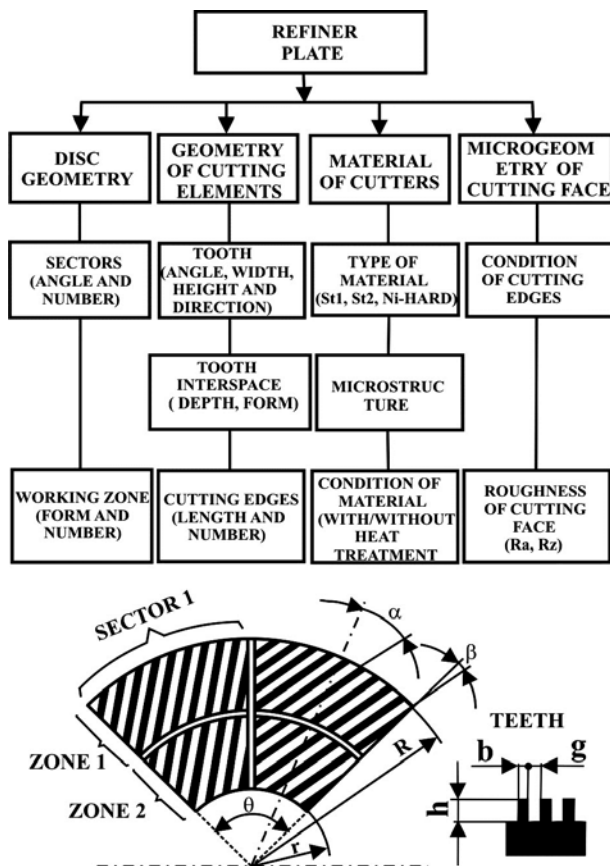 REFINER
PLATE
DISC
GEOMETRY
GEOMETRY
OF CUTTING
ELEMENTS
MATERIAL
OF CUTTERS
MICROGEOM
ETRY OF
CUTTING FACE
SECTORS
(ANGLE AND
NUMBER)
TOOTH
(ANGLE, WIDTH,
HEIGHT AND
DIRECTION)
TYPE OF
MATERIAL
(St1, St2, Ni-HARD)
CONDITION
OF CUTTING
EDGES
TOOTH
INTERSPACE
( DEPTH, FORM)
MICROSTRUC
TURE
WORKING ZONE
(FORM AND
NUMBER)
CUTTING EDGES
(LENGTH AND
NUMBER)
CONDITION OF
MATERIAL
(WITH/WITHOUT
HEAT
TREATMENT
ROUGHNESS
OF CUTTING
FACE
(Ra, Rz)
SECTOR 1
α
β
ZONE 1
ZONE 2
θ
R
r
TEETH
b
g
h